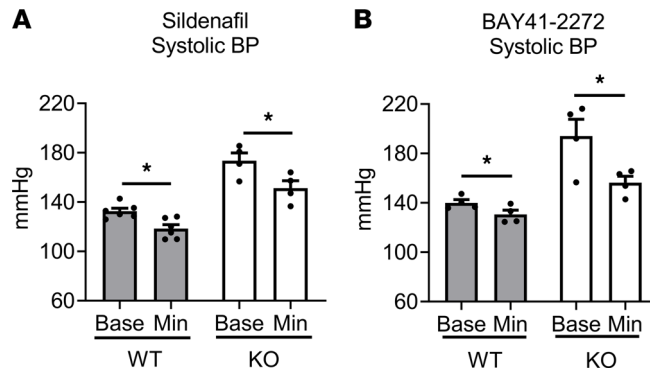 A
Sildenafil
Systolic BP
mmHg
220
180
140
100
60
*
*
Base Min Base Min
WT KO
B
BAY41-2272
Systolic BP
mmHg
220
180
140
100
60
*
*
Base Min Base Min
WT KO